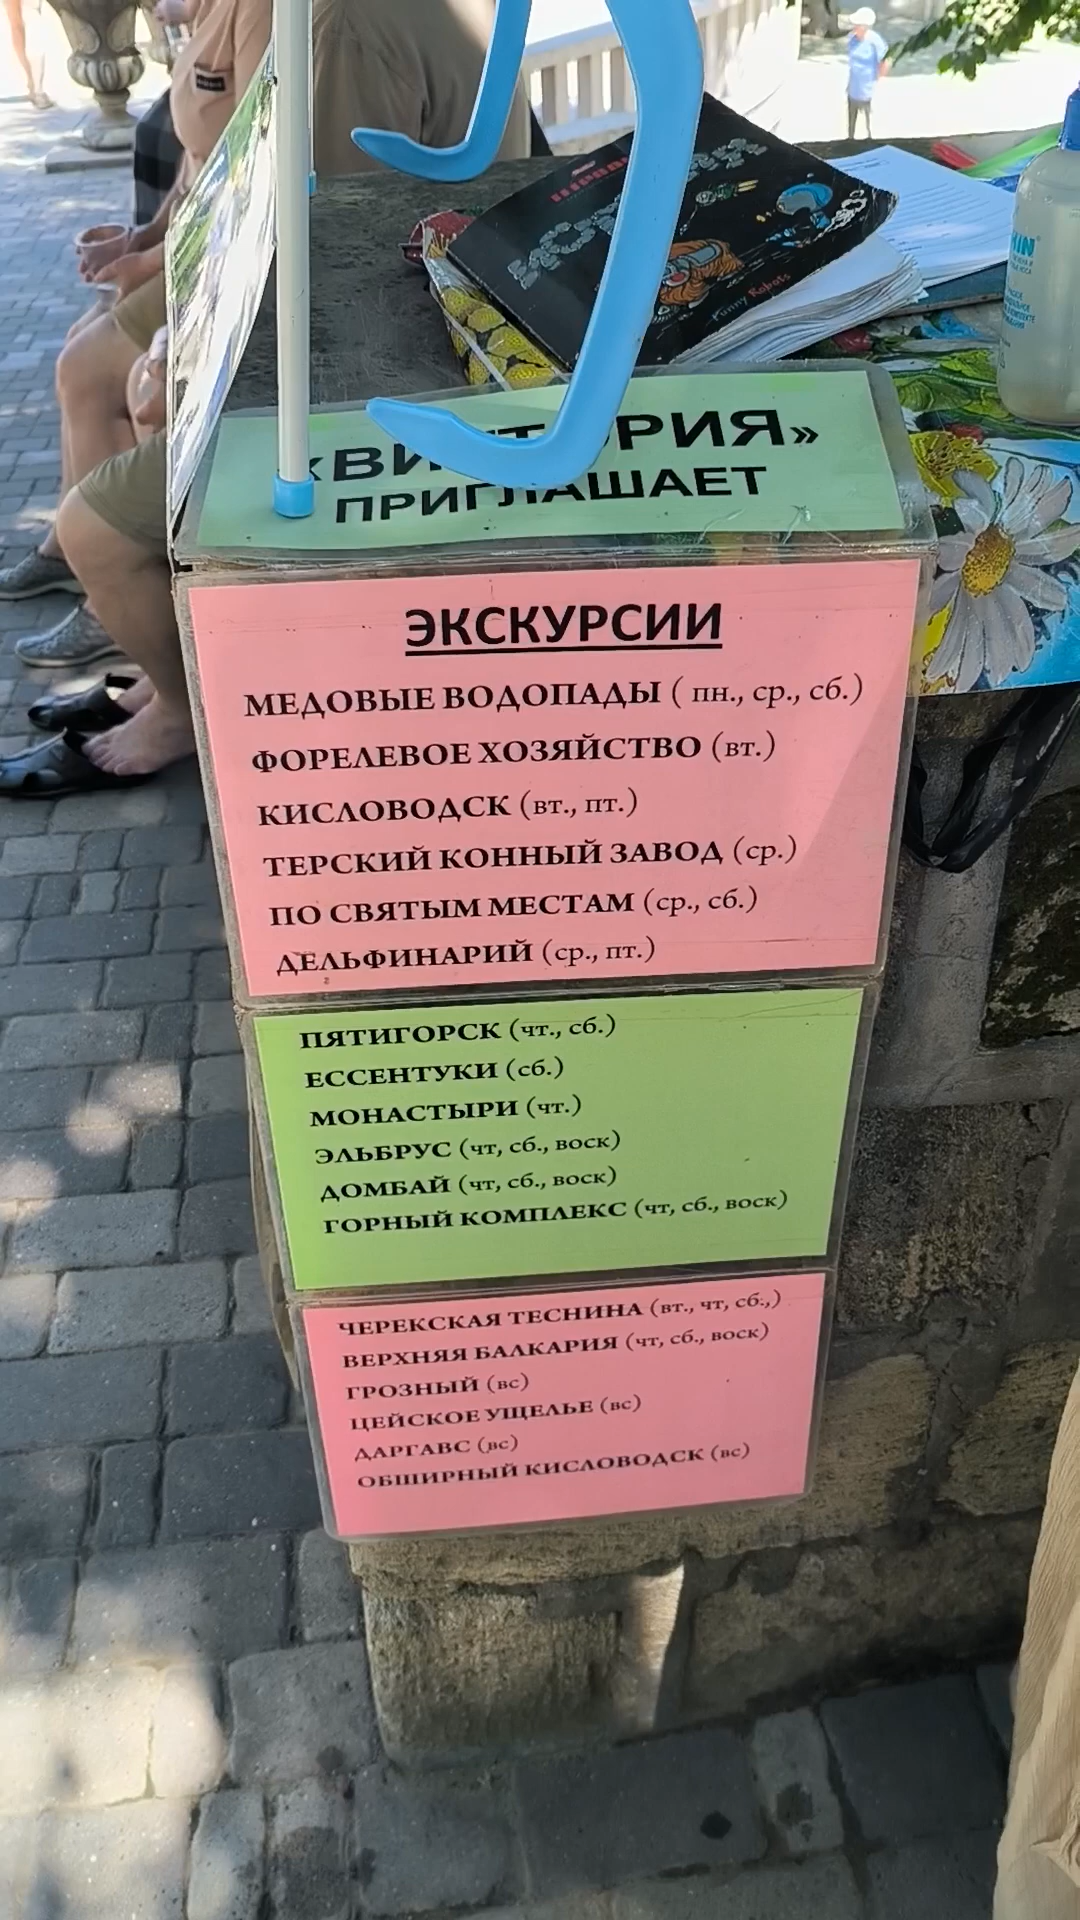 Funny Robots
«ВИКТОРИЯ»
ПРИГЛАШАЕТ
ЭКСКУРСИИ
МЕДОВЫЕ ВОДОПАДЫ ( пн., ср., сб.)
ФОРЕЛЕВОЕ ХОЗЯЙСТВО (вт.)
КИСЛОВОДСК (вт., пт.)
ТЕРСКИЙ КОННЫЙ ЗАВОД (ср.)
ПО СВЯТЫМ МЕСТАМ (ср., сб.)
ДЕЛЬФИНАРИЙ (ср., пт.)
ПЯТИГОРСК (чт., сб.)
ЕССЕНТУКИ (сб.)
МОНАСТЫРИ (чт.)
ЭЛЬБРУС (чт, сб., воск)
ДОМБАЙ (чт, сб., воск)
ГОРНЫЙ КОМПЛЕКС (чт, сб., воск)
ЧЕРЕКСКАЯ ТЕСНИНА (вт., чт, сб.,)
ВЕРХНЯЯ БАЛКАРИЯ (чт, сб., воск)
ГРОЗНЫЙ (вс)
ЦЕЙСКОЕ УЩЕЛЬЕ (вс)
ДАРГАВС (вс)
ОБШИРНЫЙ КИСЛОВОДСК (вс)